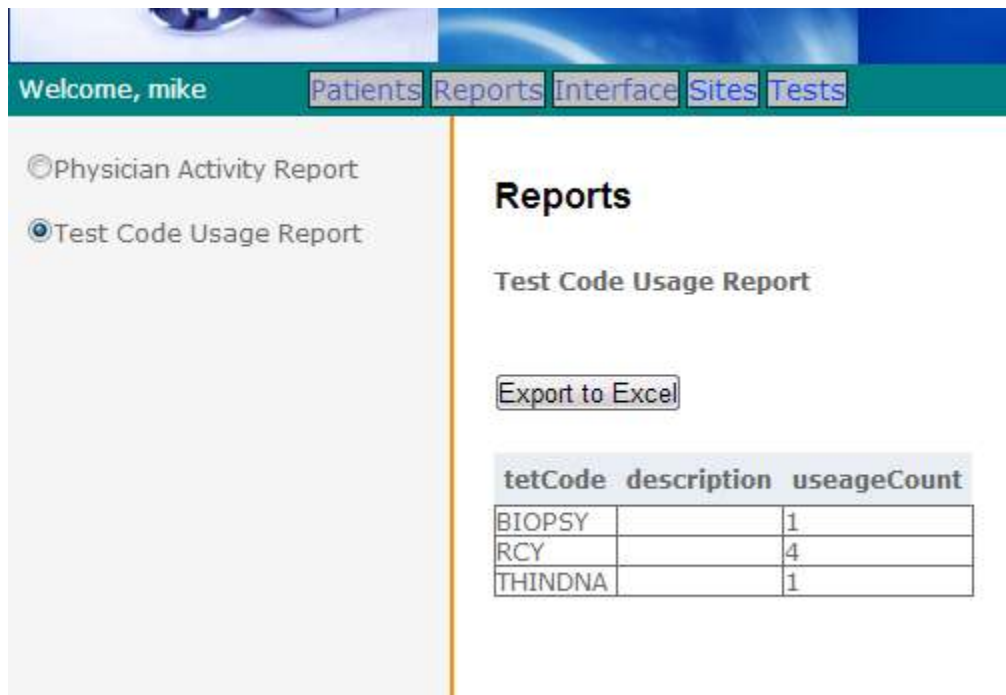 Welcome, mike Patients Reports Interface Sites Tests
Physician Activity Report
Test Code Usage Report
Reports
Test Code Usage Report
Export to Excel
tetCode description useageCount
BIOPSY 1
RCY 4
THINDNA 1